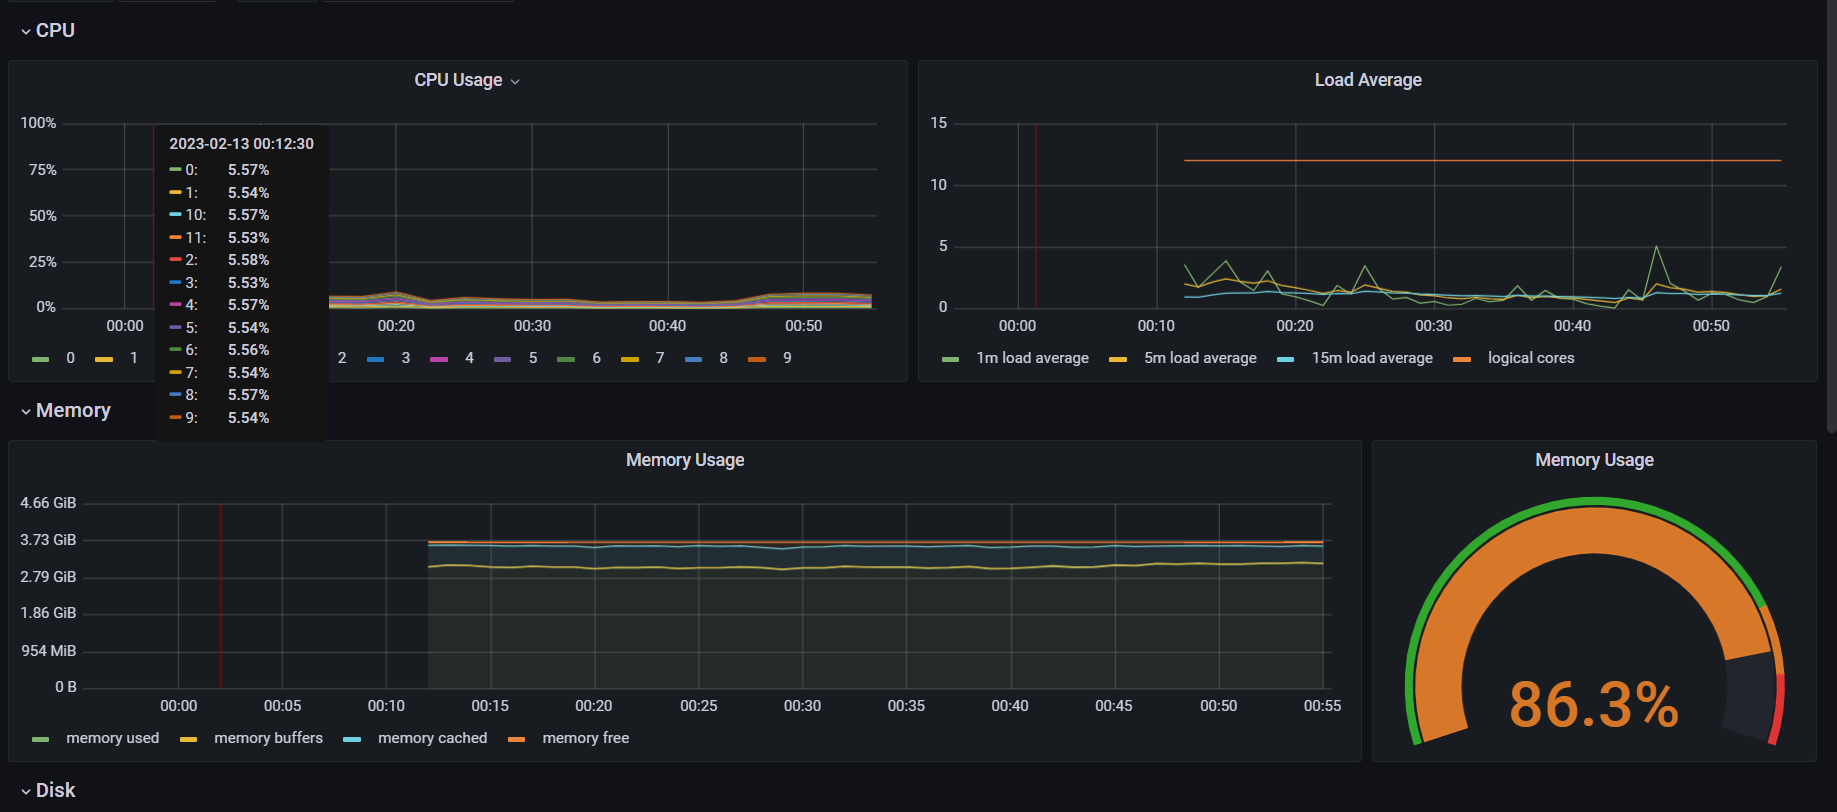 CPU
CPU Usage
100%
75%
50%
25%
0%
00:00
00:20
00:30
00:40
00:50
0 1 2 3 4 5 6 7 8 9
2023-02-13 00:12:30
0: 5.57%
1: 5.54%
10: 5.57%
11: 5.53%
2: 5.58%
3: 5.53%
4: 5.57%
5: 5.54%
6: 5.56%
7: 5.54%
8: 5.57%
9: 5.54%
Load Average
15
10
5
0
00:00 00:10 00:20 00:30 00:40 00:50
1m load average 5m load average 15m load average logical cores
Memory
Memory Usage
4.66 GiB
3.73 GiB
2.79 GiB
1.86 GiB
954 MiB
0 B
00:00 00:05 00:10 00:15 00:20 00:25 00:30 00:35 00:40 00:45 00:50 00:55
memory used memory buffers memory cached memory free
Memory Usage
86.3%
Disk